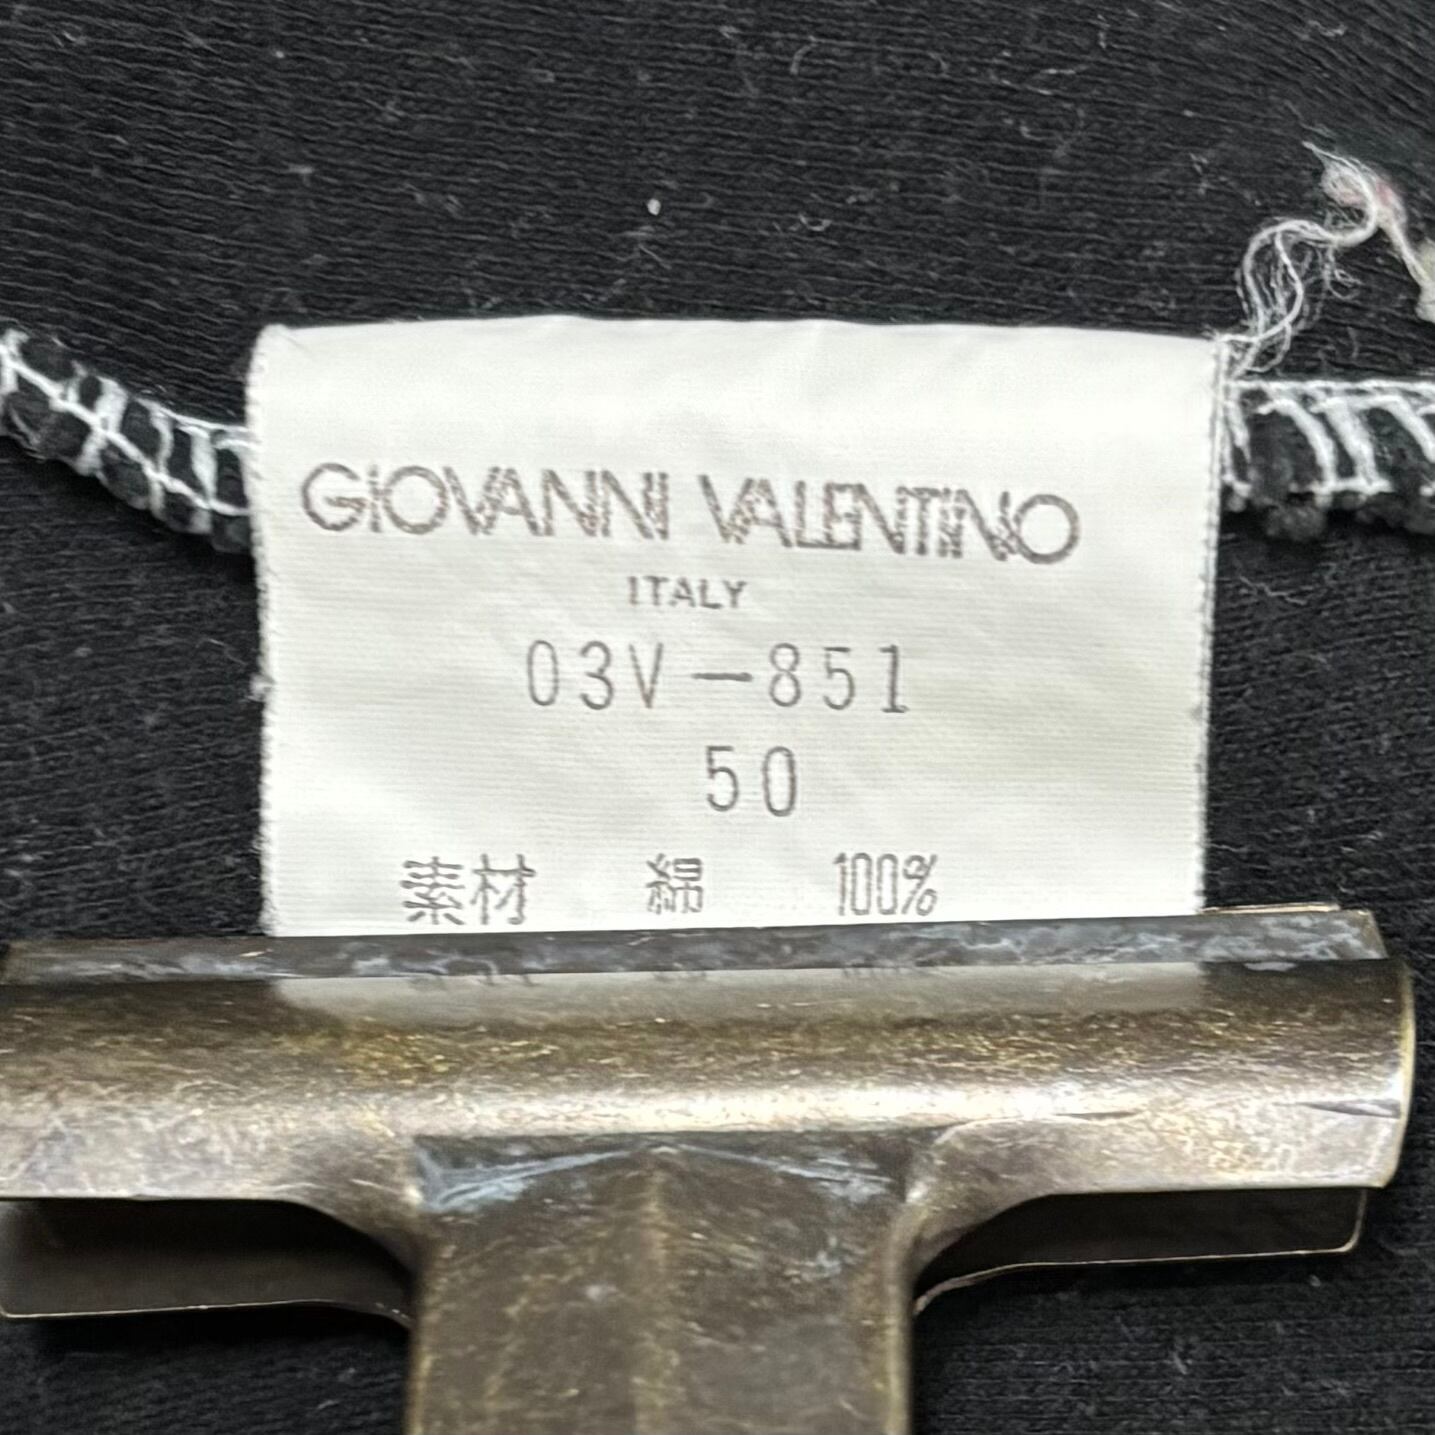 GIOVANNI VALENTINO
ITALY
03V-851
50
素材 綿 100%